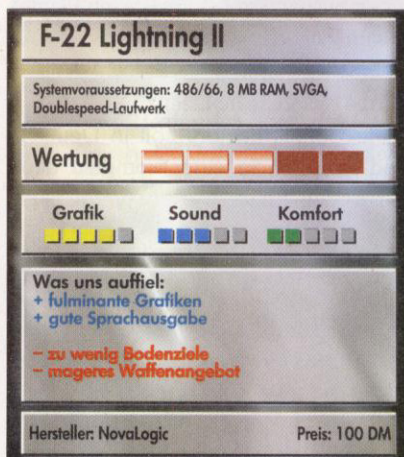 F-22 Lightning II
Systemvoraussetzungen: 486/66, 8 MB RAM, SVGA,
Doublespeed-Laufwerk
Wertung
Grafik Sound Komfort
Was uns auffiel:
+ fulminante Grafiken
+ gute Sprachausgabe
– zu wenig Bodenziele
– mageres Waffenangebot
Hersteller: NovaLogic Preis: 100 DM